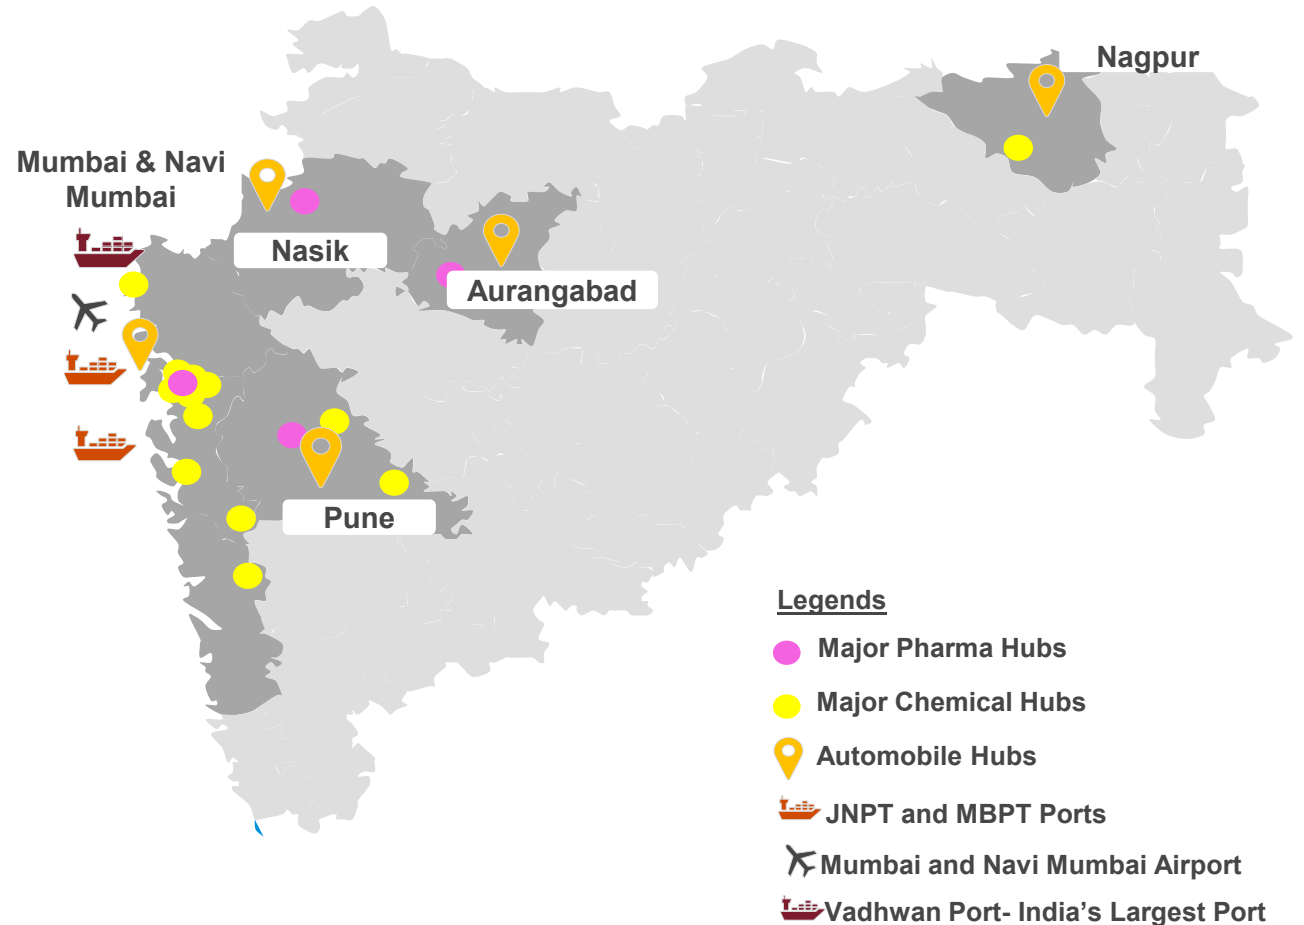 Nagpur
Mumbai & Navi
Mumbai
Nasik
Aurangabad
Pune
Legends
Major Pharma Hubs
Major Chemical Hubs
Automobile Hubs
JNPT and MBPT Ports
Mumbai and Navi Mumbai Airport
Vadhwan Port- India’s Largest Port